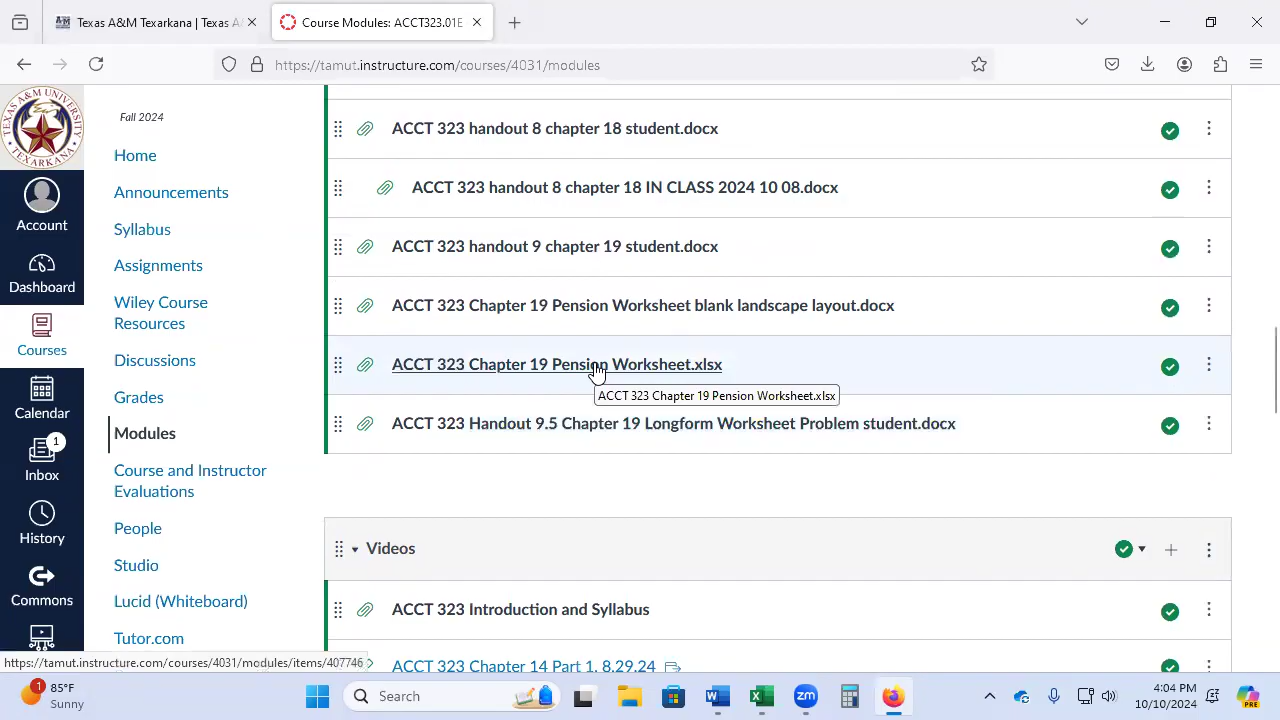 Texas A&M Texarkana | Texas A
Course Modules: ACCT323.01E
https://tamut.instructure.com/courses/4031/modules
TEXAS A&M UNIVERSITY
TEXARKANA
Account
Dashboard
Courses
Calendar
1
Inbox
History
Commons
Fall 2024
Home
Announcements
Syllabus
Assignments
Wiley Course
Resources
Discussions
Grades
Modules
Course and Instructor
Evaluations
People
Studio
Lucid (Whiteboard)
Tutor.com
ACCT 323 handout 8 chapter 18 student.docx
ACCT 323 handout 8 chapter 18 IN CLASS 2024 10 08.docx
ACCT 323 handout 9 chapter 19 student.docx
ACCT 323 Chapter 19 Pension Worksheet blank landscape layout.docx
ACCT 323 Chapter 19 Pension Worksheet.xlsx
ACCT 323 Chapter 19 Pension Worksheet.xlsx
ACCT 323 Handout 9.5 Chapter 19 Longform Worksheet Problem student.docx
Videos
ACCT 323 Introduction and Syllabus
ACCT 323 Chapter 14 Part 1, 8.29.24
https://tamut.instructure.com/courses/4031/modules/items/407746
1
85°F
Sunny
Search
zm
4:04 PM
10/10/2024
PRE